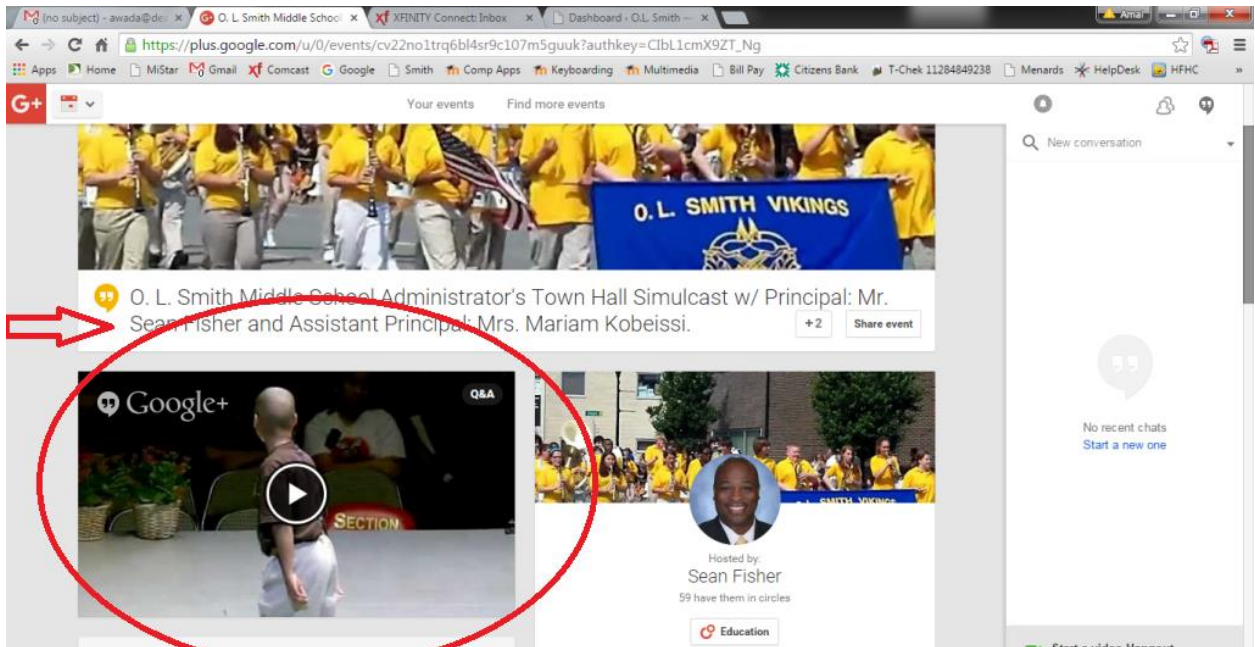 (no subject) - awada@de
O. L. Smith Middle School
XFINITY Connect: Inbox
Dashboard ‹ O.L. Smith —
Amal
https://plus.google.com/u/0/events/cv22no1trq6bl4sr9c107m5guuk?authkey=CIbL1cmX9ZT_Ng
Apps Home MiStar Gmail Comcast Google Smith Comp Apps Keyboarding Multimedia Bill Pay Citizens Bank T-Chek 11284849238 Menards HelpDesk HFHC »
G+ Your events Find more events
New conversation
O. L. SMITH VIKINGS
O. L. Smith Middle School Administrator's Town Hall Simulcast w/ Principal: Mr.
Sean Fisher and Assistant Principal: Mrs. Mariam Kobeissi.
+2 Share event
Google+ Q&A
SECTION
SMITH VIKINGS
Hosted by:
Sean Fisher
59 have them in circles
Education
No recent chats
Start a new one
Start a video Hangout